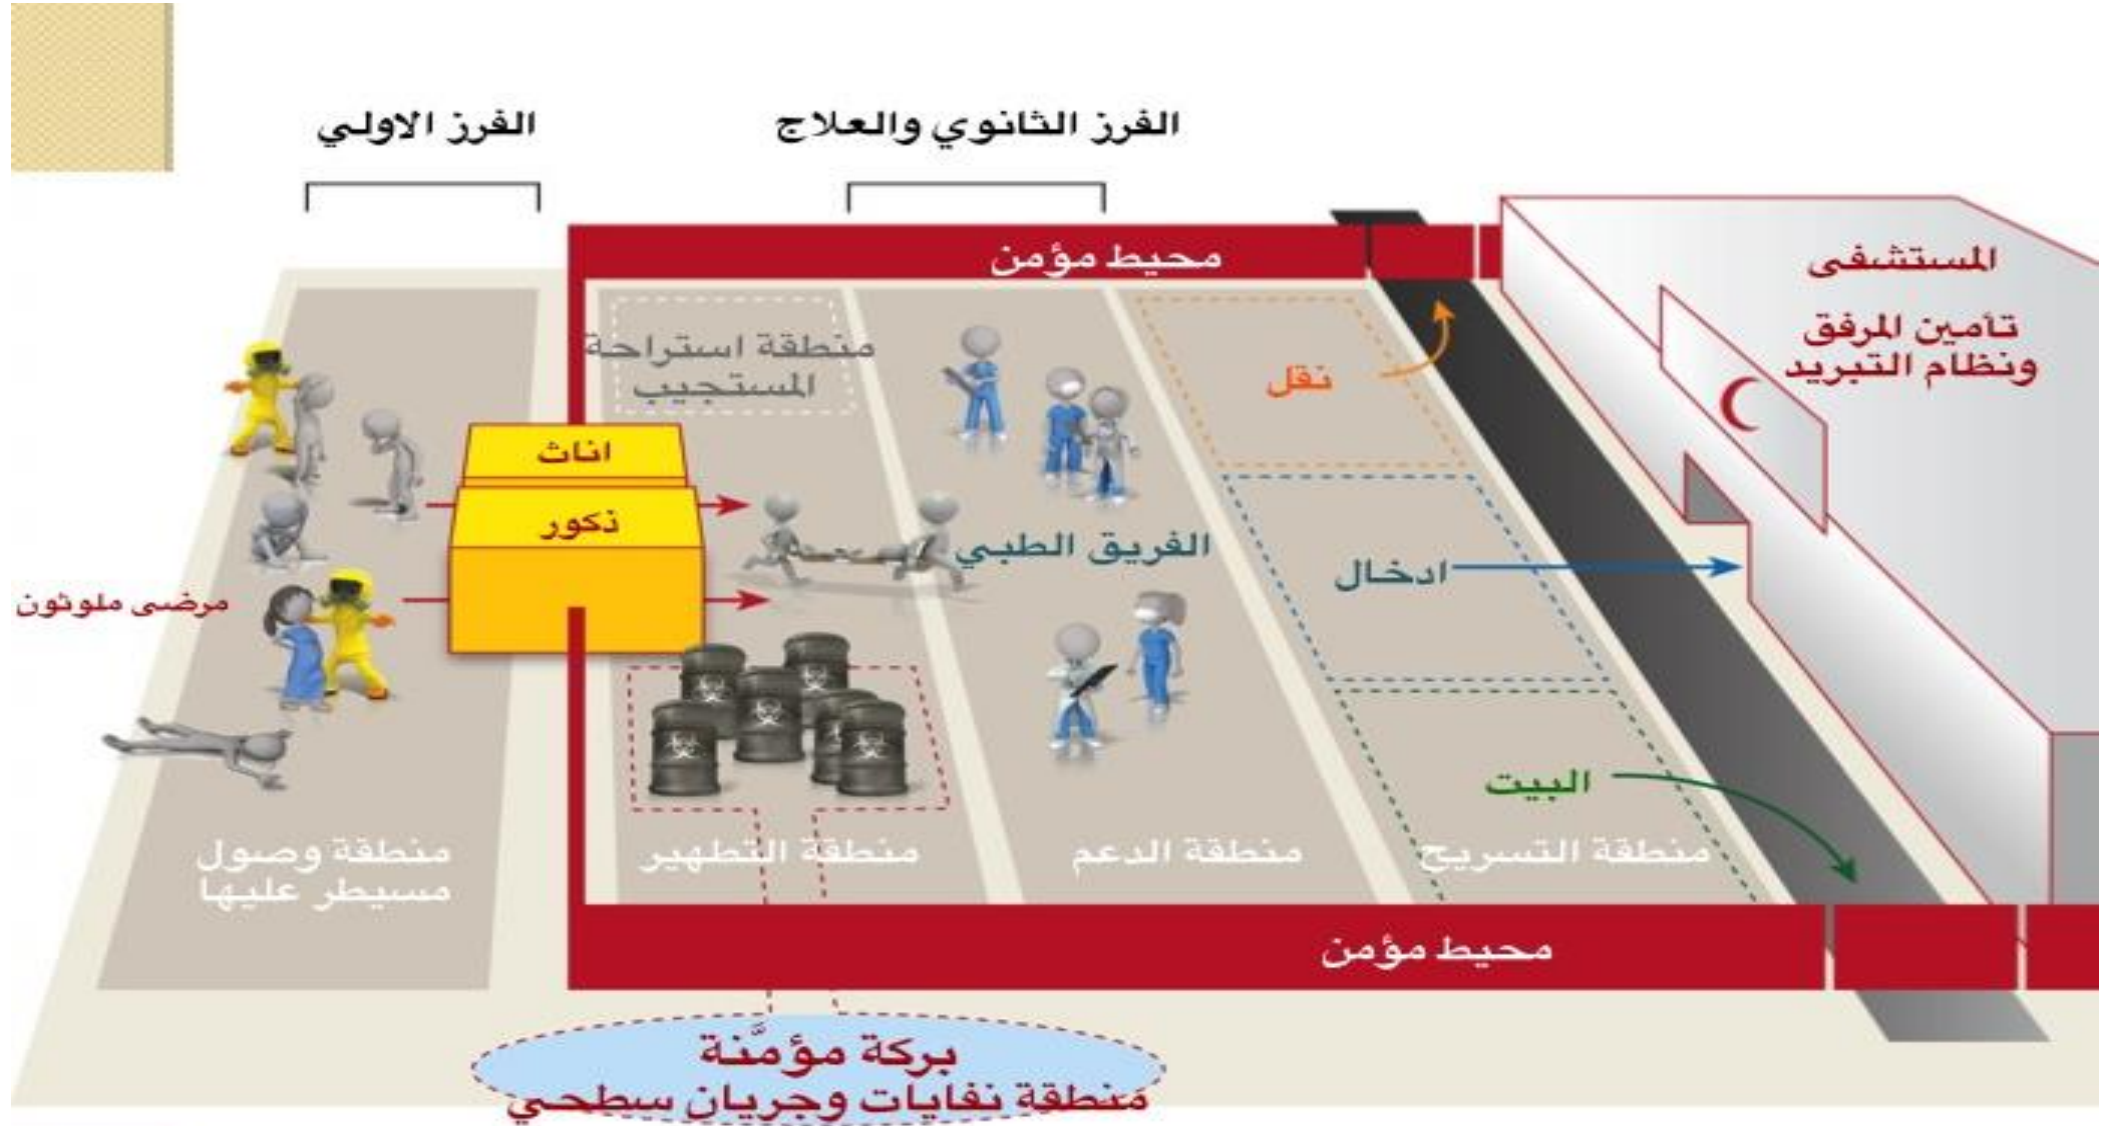 الفرز الثانوي والعلاج
الفرز الاولي
محيط مؤمن
المستشفى
تأمين المرفق
ونظام التبريد
منطقة استراحة
المستجيب
نقل
اناث
ذكور
الفريق الطبي
ادخال
مرضى ملوثون
البيت
منطقة التسريح
منطقة الدعم
منطقة التطهير
منطقة وصول
مسيطر عليها
محيط مؤمن
بركة مؤمَّنة
منطقة نفايات وجريان سطحي